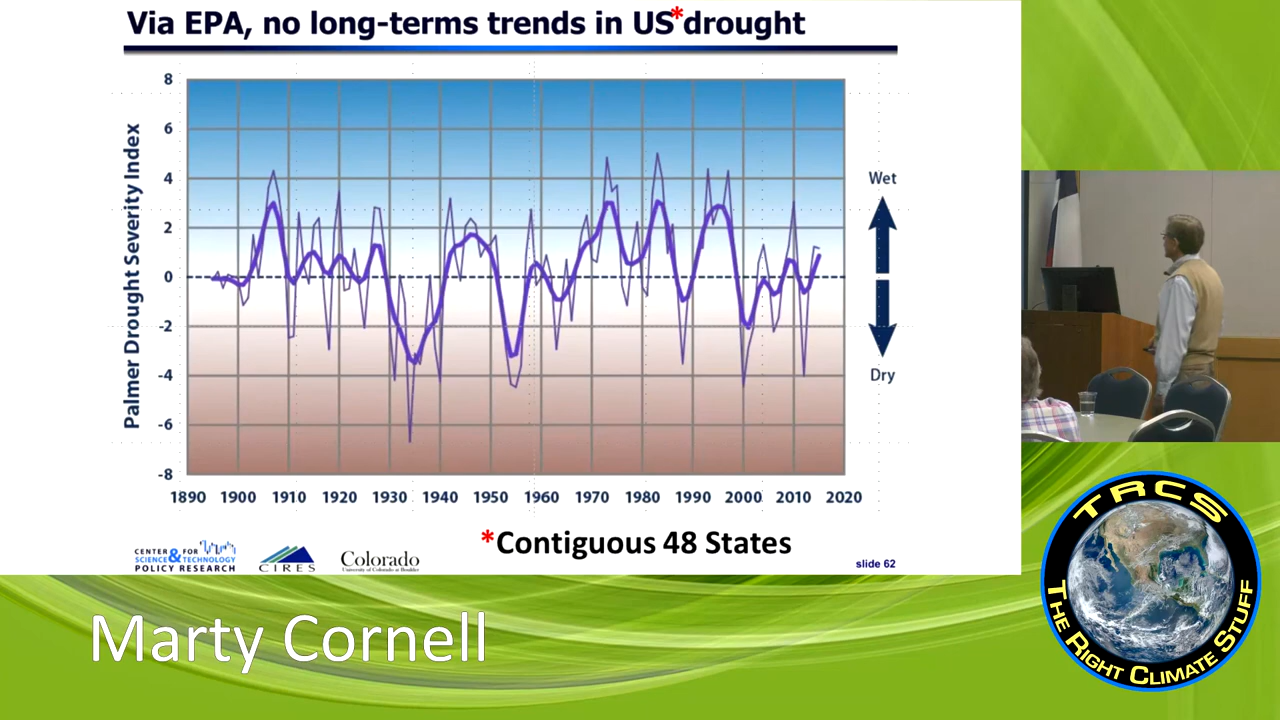 Via EPA, no long-terms trends in US*drought
Palmer Drought Severity Index
8
6
4
2
0
-2
-4
-6
-8
1890 1900 1910 1920 1930 1940 1950 1960 1970 1980 1990 2000 2010 2020
Wet
Dry
*Contiguous 48 States
CENTER FOR
SCIENCE & TECHNOLOGY
POLICY RESEARCH
CIRES
Colorado
University of Colorado at Boulder
slide 62
Marty Cornell
TRCS
THE RIGHT CLIMATE STUFF